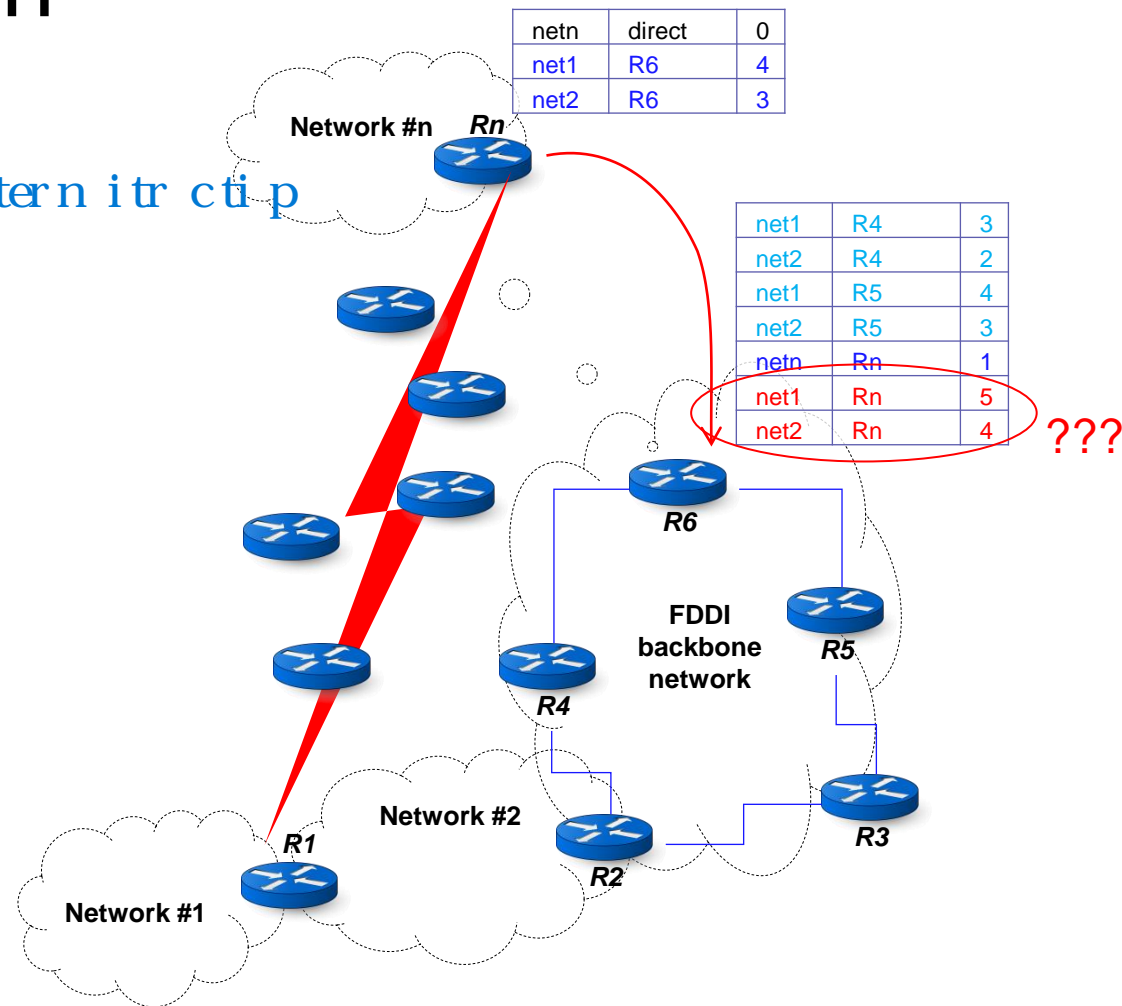 netn direct 0
net1 R6 4
net2 R6 3
Network #n
Rn
net1 R4 3
net2 R4 2
net1 R5 4
net2 R5 3
netn Rn 1
net1 Rn 5
net2 Rn 4
???
R6
FDDI
backbone
network
R5
R4
Network #2
R3
R1
R2
Network #1